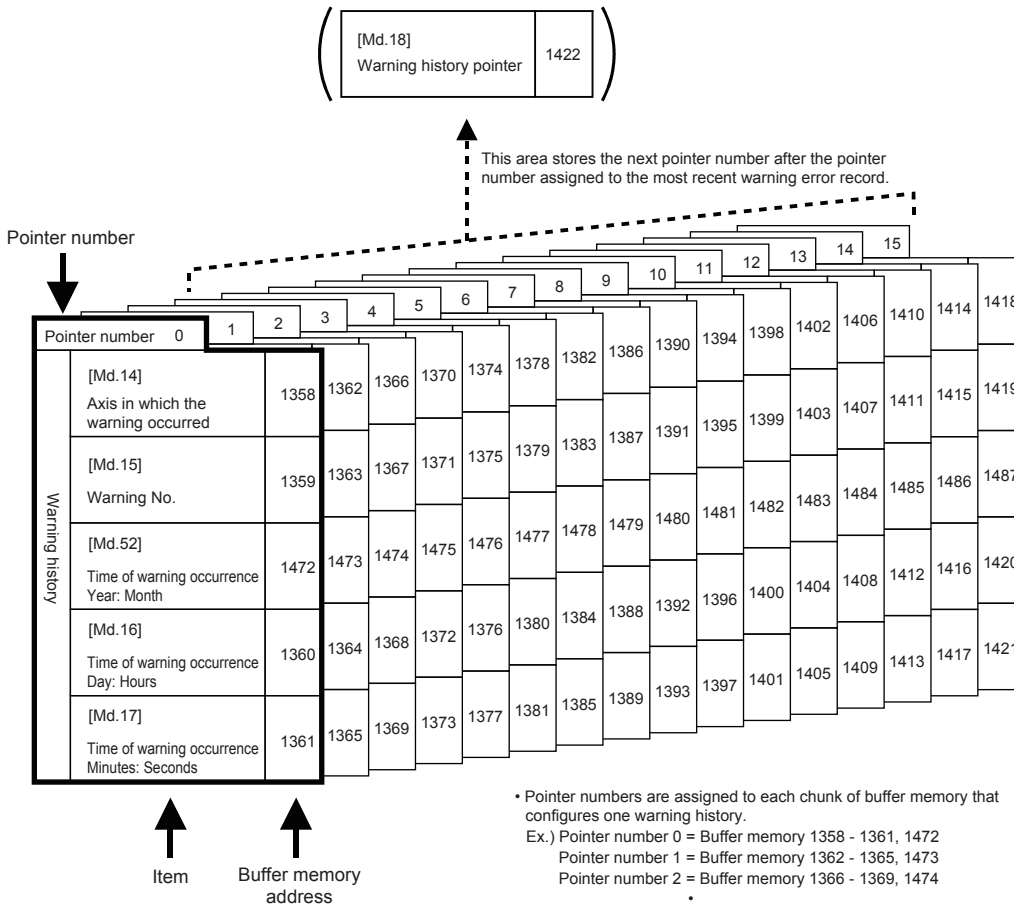 [Md.18]
Warning history pointer
1422
This area stores the next pointer number after the pointer
number assigned to the most recent warning error record.
Pointer number
Pointer number 0
1
2
3
4
5
6
7
8
9
10
11
12
13
14
15
Warning history
[Md.14]
Axis in which the
warning occurred
1358 1362 1366 1370 1374 1378 1382 1386 1390 1394 1398 1402 1406 1410 1414 1418
[Md.15]
Warning No.
1359 1363 1367 1371 1375 1379 1383 1387 1391 1395 1399 1403 1407 1411 1415 1419
[Md.52]
Time of warning occurrence
Year: Month
1472 1473 1474 1475 1476 1477 1478 1479 1480 1481 1482 1483 1484 1485 1486 1487
[Md.16]
Time of warning occurrence
Day: Hours
1360 1364 1368 1372 1376 1380 1384 1388 1392 1396 1400 1404 1408 1412 1416 1420
[Md.17]
Time of warning occurrence
Minutes: Seconds
1361 1365 1369 1373 1377 1381 1385 1389 1393 1397 1401 1405 1409 1413 1417 1421
Item
Buffer memory
address
• Pointer numbers are assigned to each chunk of buffer memory that
configures one warning history.
Ex.) Pointer number 0 = Buffer memory 1358 - 1361, 1472
Pointer number 1 = Buffer memory 1362 - 1365, 1473
Pointer number 2 = Buffer memory 1366 - 1369, 1474
•